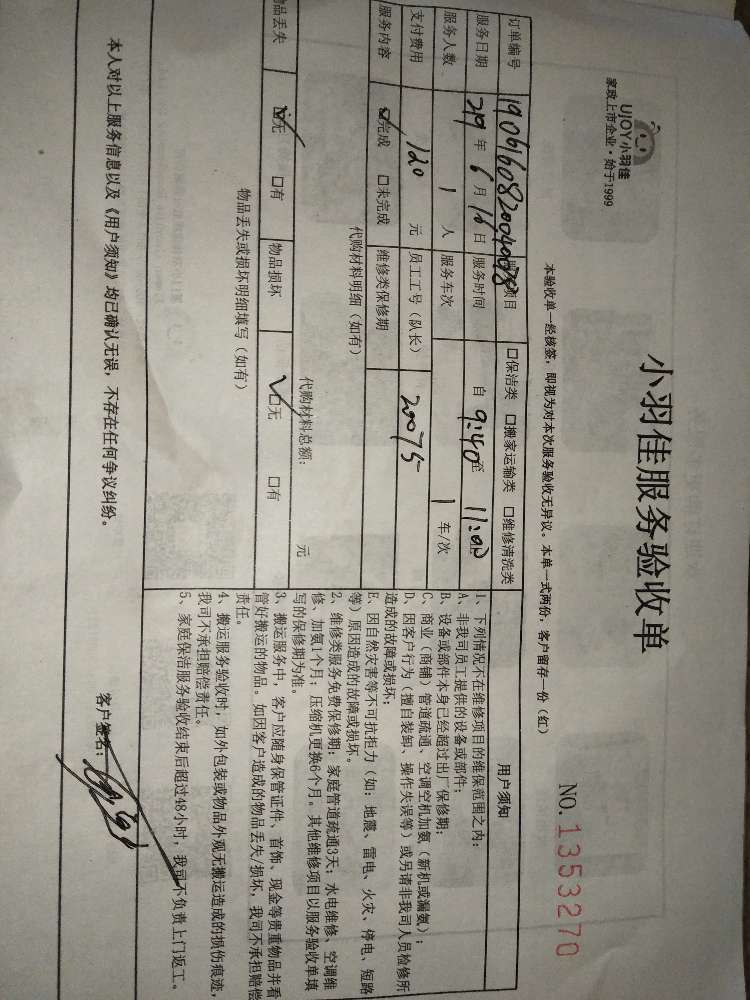 UJOY小羽佳
家政上市企业·始于1999
小羽佳服务验收单
NO. 1353270
本验收单一经核签，即视为对本次服务验收无异议。本单一式两份，客户留存一份（红）
订单编号 项目 □保洁类 □搬家运输类 □维修清洗类
服务日期 年 6 月 16 日 服务时间 自 9:40 至 11:00
服务人数 1 人 服务车次 1 车/次
支付费用 120 元 员工工号（队长） 20075
服务内容 ☑完成 □未完成 维修类保修期
代购材料明细（如有）
代购材料总额： 元
物品丢失 ☑无 □有 物品损坏 ☑无 □有
物品丢失或损坏明细填写（如有）
用户须知
1、下列情况不在维修项目的维保范围之内：
A、非我司员工提供的设备或部件；
B、设备或部件本身已经超过出厂保修期；
C、商业（商铺）管道疏通、空调空机加氨（新机或漏氨）；
D、因客户行为（擅自装卸、操作失误等）或另请非我司人员检修所
造成的故障或损坏；
E、因自然灾害等不可抗拒力（如：地震、雷电、火灾、停电、短路
等）原因造成的故障或损坏。
2、维修类服务免费保修期：家庭管道疏通3天；水电维修、空调维
修、加氨1个月；压缩机更换6个月。其他维修项目以服务验收单填
写的保修期为准。
3、搬运服务中，客户应随身保管证件、首饰、现金等贵重物品并看
管好搬运的物品。如因客户造成的物品丢失/损坏，我司不承担赔偿
责任。
4、搬运服务验收时，如外包装或物品外观无搬运造成的损伤痕迹，
我司不承担赔偿责任。
5、家庭保洁服务验收结束后超过48小时，我司不负责上门返工。
本人对以上服务信息以及《用户须知》均已确认无误，不存在任何争议纠纷。
客户签名：